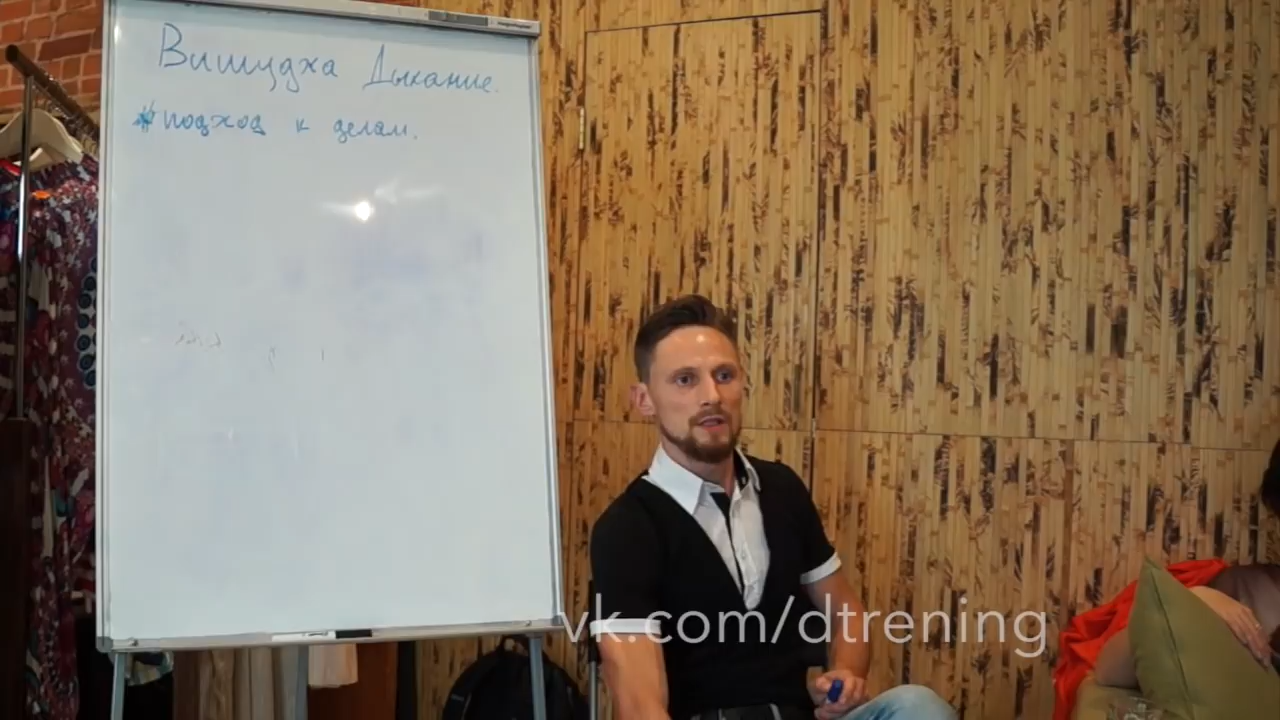 Вишудха Дыхание.
*подход к делам.
vk.com/dtrening